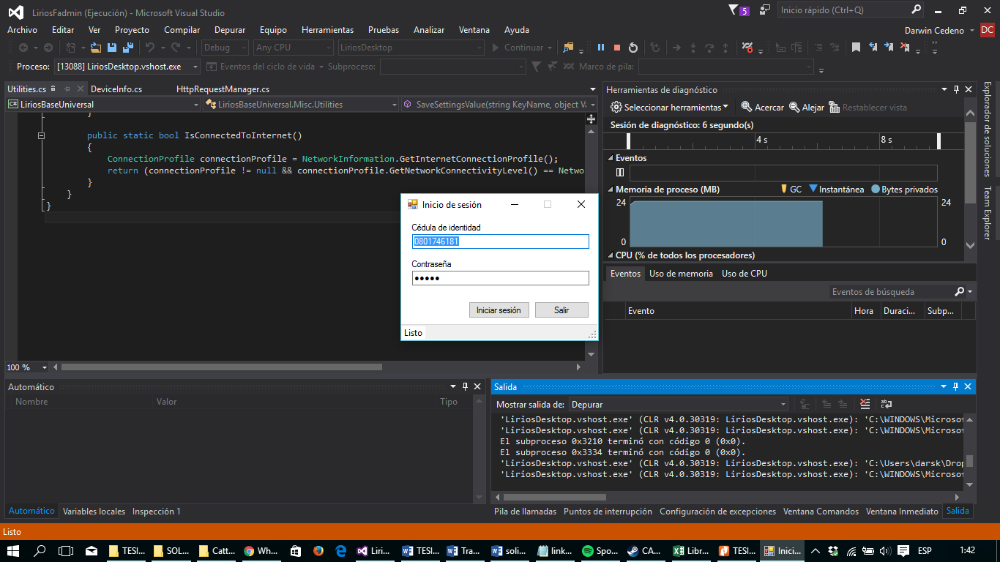 LiriosFadmin (Ejecución) - Microsoft Visual Studio
5
Inicio rápido (Ctrl+Q)
Archivo Editar Ver Proyecto Compilar Depurar Equipo Herramientas Pruebas Analizar Ventana Ayuda
Darwin Cedeno DC
Debug Any CPU LiriosDesktop Continuar
Proceso: [13088] LiriosDesktop.vshost.exe Eventos del ciclo de vida Subproceso: Marco de pila:
Utilities.cs DeviceInfo.cs HttpRequestManager.cs
C# LiriosBaseUniversal LiriosBaseUniversal.Misc.Utilities SaveSettingsValue(string KeyName, object V
}
public static bool IsConnectedToInternet()
{
ConnectionProfile connectionProfile = NetworkInformation.GetInternetConnectionProfile();
return (connectionProfile != null && connectionProfile.GetNetworkConnectivityLevel() == Netwo
}
}
}
100 %
Inicio de sesión
Cédula de identidad
0801746181
Contraseña
•••••
Iniciar sesión Salir
Listo
Herramientas de diagnóstico
Seleccionar herramientas Acercar Alejar Restablecer vista
Sesión de diagnóstico: 6 segundo(s)
4 s 8 s
Eventos
Memoria de proceso (MB) GC Instantánea Bytes privados
24 24
0 0
CPU (% de todos los procesadores)
Eventos Uso de memoria Uso de CPU
Eventos de búsqueda
Evento Hora Duraci... Subp...
Explorador de soluciones
Team Explorer
Automático
Nombre Valor Tipo
Automático Variables locales Inspección 1
Salida
Mostrar salida de: Depurar
'LiriosDesktop.vshost.exe' (CLR v4.0.30319: LiriosDesktop.vshost.exe): 'C:\WINDOWS\Microsof
'LiriosDesktop.vshost.exe' (CLR v4.0.30319: LiriosDesktop.vshost.exe): 'C:\WINDOWS\Microsof
El subproceso 0x3210 terminó con código 0 (0x0).
El subproceso 0x3334 terminó con código 0 (0x0).
'LiriosDesktop.vshost.exe' (CLR v4.0.30319: LiriosDesktop.vshost.exe): 'C:\Users\darsk\Drop
'LiriosDesktop.vshost.exe' (CLR v4.0.30319: LiriosDesktop.vshost.exe): 'C:\WINDOWS\Microsof
Pila de llamadas Puntos de interrupción Configuración de excepciones Ventana Comandos Ventana Inmediato Salida
Listo
TESI... SOL... Catt... Wh... Liri... TESI... Tra... soli... link... Spo... CA... Libr... TESI... Inici...
ESP 1:42